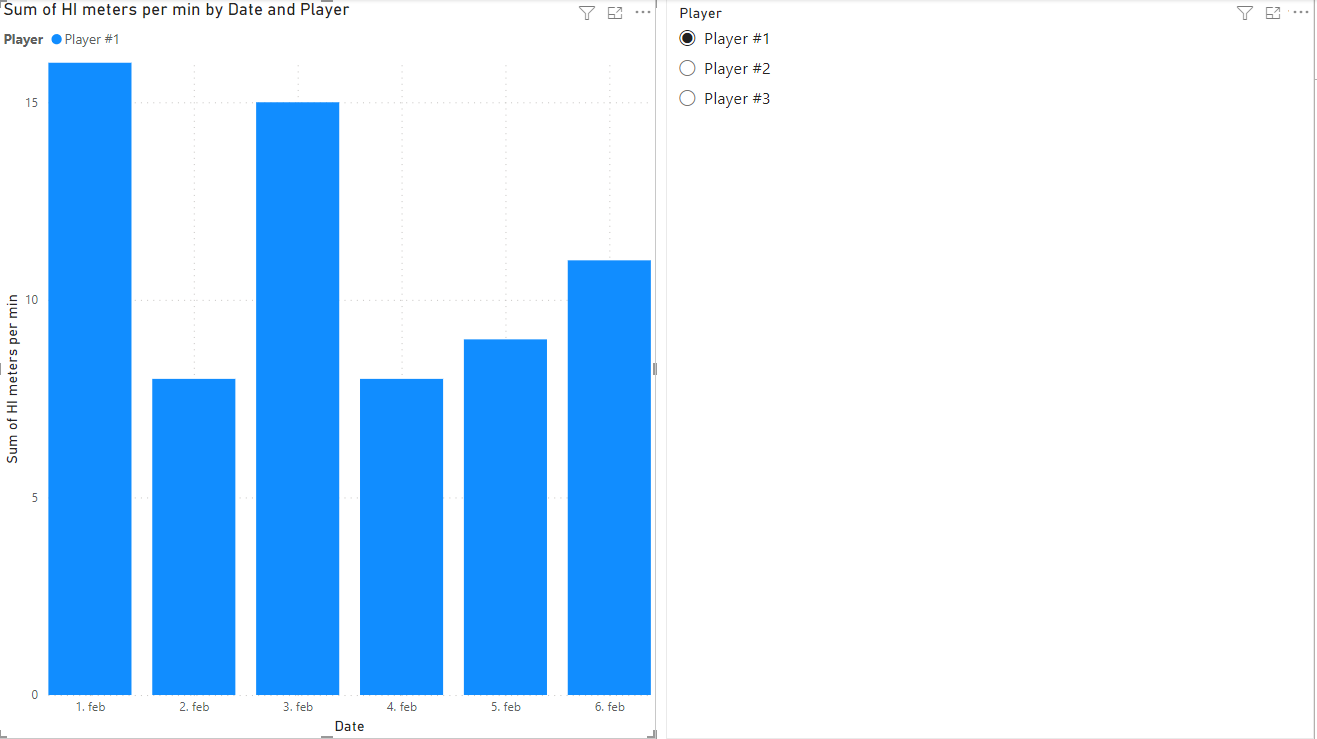 Sum of HI meters per min by Date and Player
Player Player #1
Sum of HI meters per min
15
10
5
0
1. feb 2. feb 3. feb 4. feb 5. feb 6. feb
Date
Player
Player #1
Player #2
Player #3